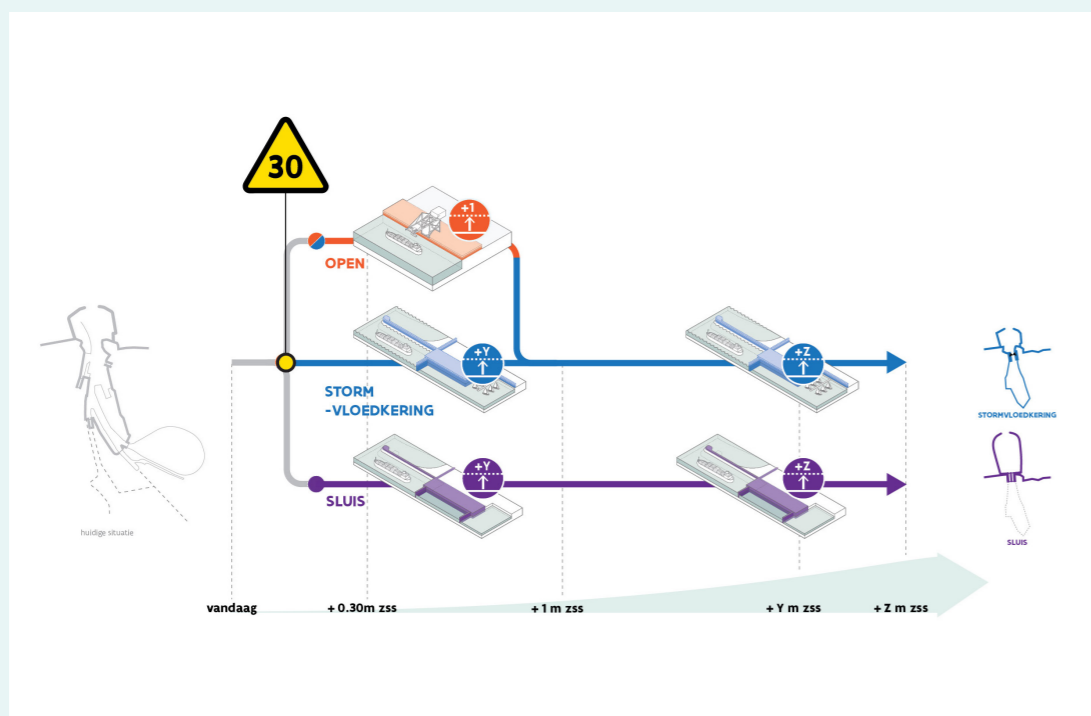 30
+1
OPEN
+Y
+Z
STORM
-VLOEDKERING
STORMVLOEDKERING
+Y
+Z
SLUIS
huidige situatie
SLUIS
vandaag
+ 0.30m zss
+ 1 m zss
+ Y m zss
+ Z m zss